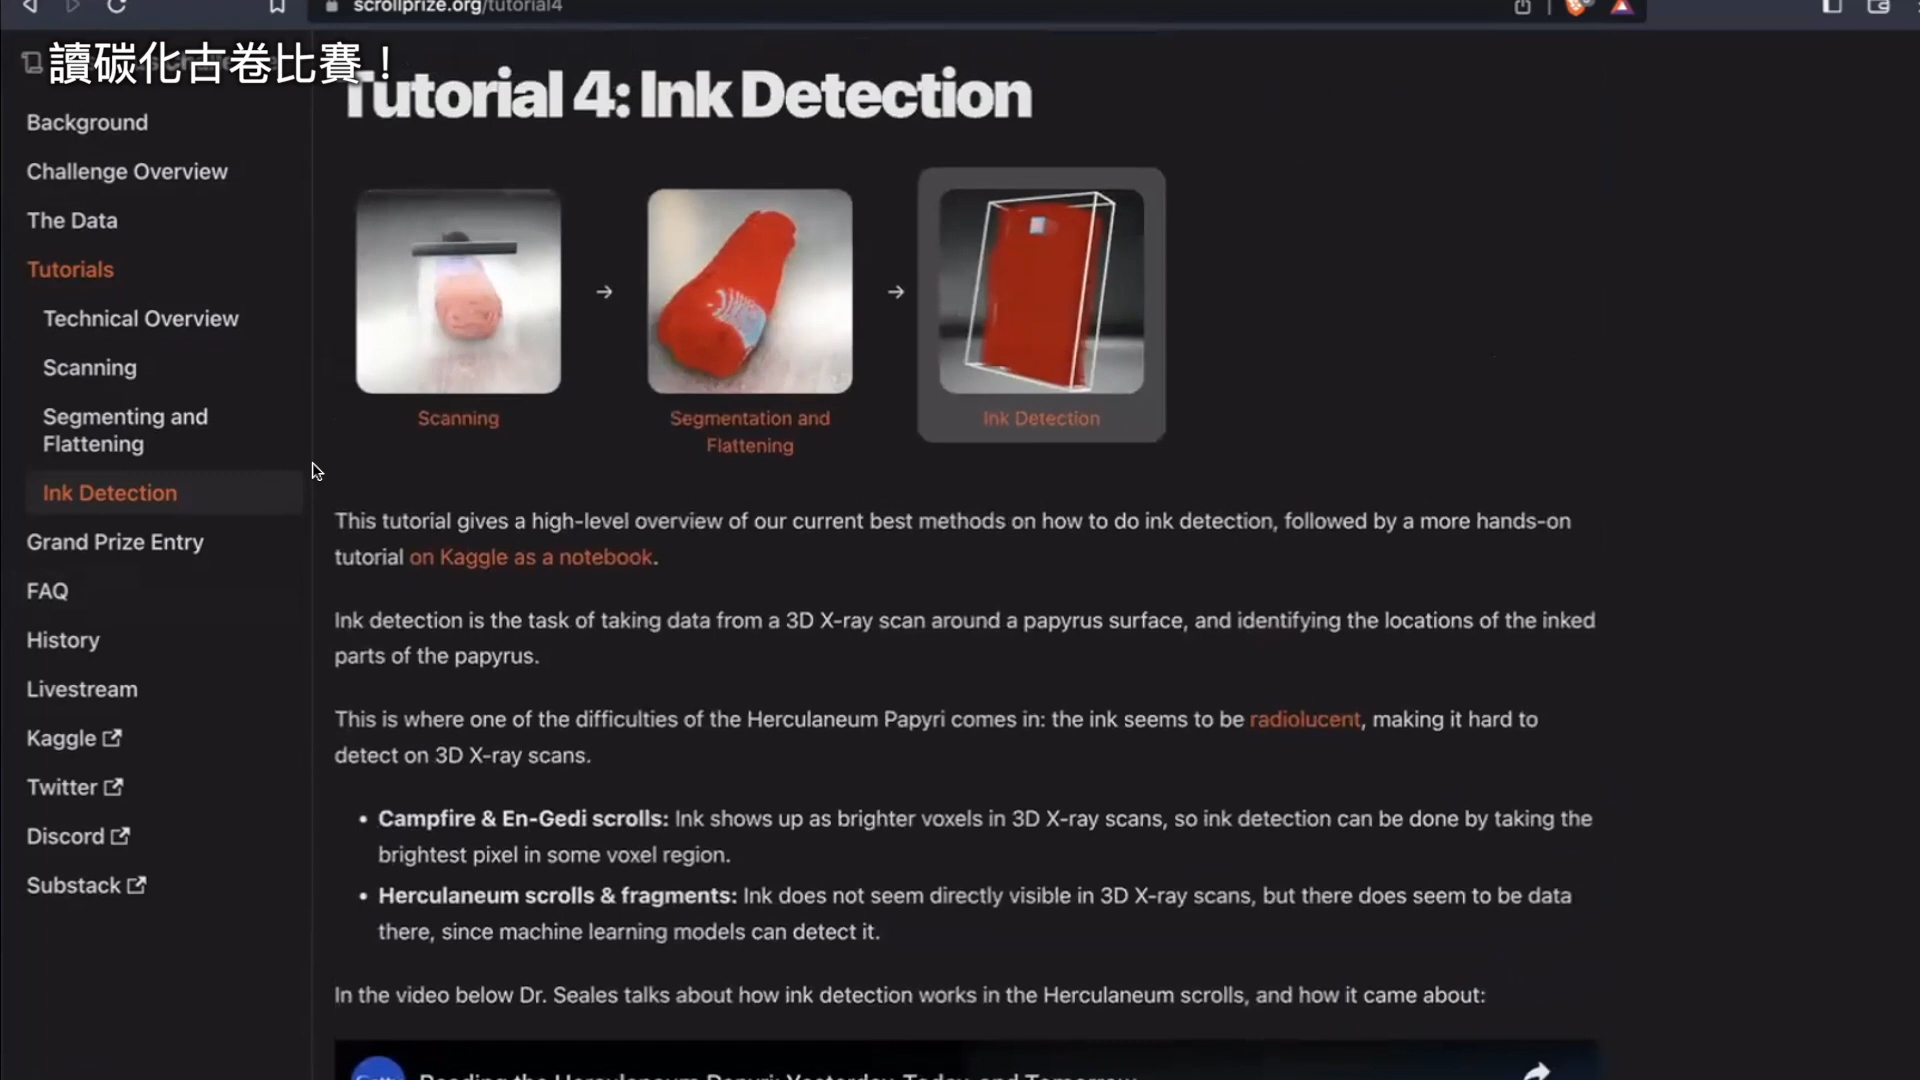 scrollprize.org/tutorial4
讀碳化古卷比賽！
Background
Challenge Overview
The Data
Tutorials
Technical Overview
Scanning
Segmenting and
Flattening
Ink Detection
Grand Prize Entry
FAQ
History
Livestream
Kaggle
Twitter
Discord
Substack
Tutorial 4: Ink Detection
Scanning
Segmentation and
Flattening
Ink Detection
This tutorial gives a high-level overview of our current best methods on how to do ink detection, followed by a more hands-on
tutorial on Kaggle as a notebook.
Ink detection is the task of taking data from a 3D X-ray scan around a papyrus surface, and identifying the locations of the inked
parts of the papyrus.
This is where one of the difficulties of the Herculaneum Papyri comes in: the ink seems to be radiolucent, making it hard to
detect on 3D X-ray scans.
• Campfire & En-Gedi scrolls: Ink shows up as brighter voxels in 3D X-ray scans, so ink detection can be done by taking the
brightest pixel in some voxel region.
• Herculaneum scrolls & fragments: Ink does not seem directly visible in 3D X-ray scans, but there does seem to be data
there, since machine learning models can detect it.
In the video below Dr. Seales talks about how ink detection works in the Herculaneum scrolls, and how it came about:
Reading the Herculaneum Papyri: Yesterday, Today, and Tomorrow